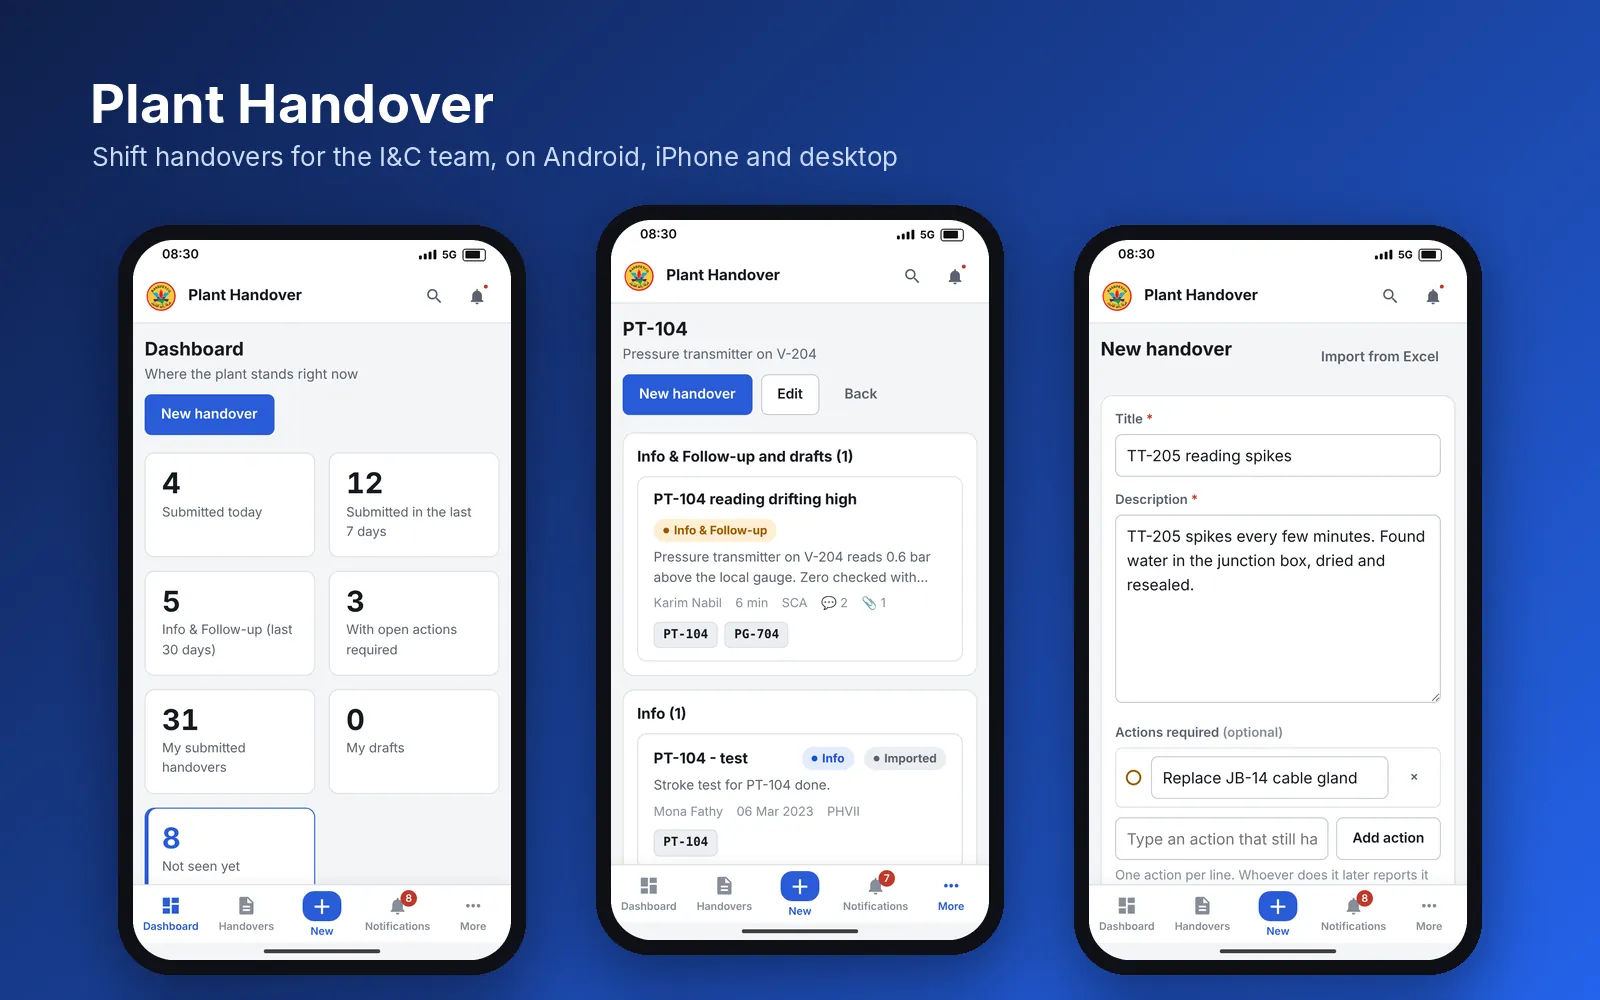 Plant Handover
Shift handovers for the I&C team, on Android, iPhone and desktop
08:30
5G
Plant Handover
Dashboard
Where the plant stands right now
New handover
4
Submitted today
12
Submitted in the last
7 days
5
Info & Follow-up (last
30 days)
3
With open actions
required
31
My submitted
handovers
0
My drafts
8
Not seen yet
8
Dashboard
Handovers
New
Notifications
More
08:30
5G
Plant Handover
PT-104
Pressure transmitter on V-204
New handover
Edit
Back
Info & Follow-up and drafts (1)
PT-104 reading drifting high
Info & Follow-up
Pressure transmitter on V-204 reads 0.6 bar
above the local gauge. Zero checked with...
Karim Nabil 6 min SCA 2 1
PT-104 PG-704
Info (1)
PT-104 - test
Info
Imported
Stroke test for PT-104 done.
Mona Fathy 06 Mar 2023 PHVII
PT-104
7
Dashboard
Handovers
New
Notifications
More
08:30
5G
Plant Handover
New handover
Import from Excel
Title *
TT-205 reading spikes
Description *
TT-205 spikes every few minutes. Found
water in the junction box, dried and
resealed.
Actions required (optional)
Replace JB-14 cable gland
×
Type an action that still ha
Add action
One action per line. Whoever does it later reports it
8
Dashboard
Handovers
New
Notifications
More